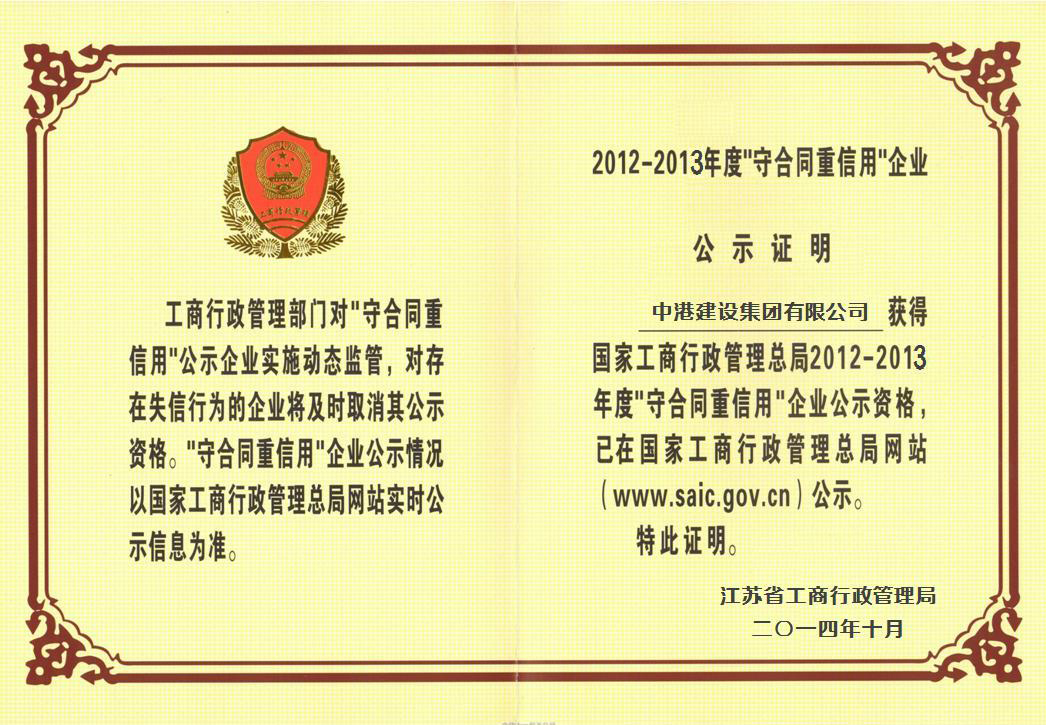 工商行政管理
工商行政管理部门对"守合同重
信用"公示企业实施动态监管，对存
在失信行为的企业将及时取消其公示
资格。"守合同重信用"企业公示情况
以国家工商行政管理总局网站实时公
示信息为准。
2012-2013年度"守合同重信用"企业
公示证明
中港建设集团有限公司 获得
国家工商行政管理总局2012-2013
年度"守合同重信用"企业公示资格，
已在国家工商行政管理总局网站
（www.saic.gov.cn）公示。
特此证明。
江苏省工商行政管理局
二〇一四年十月